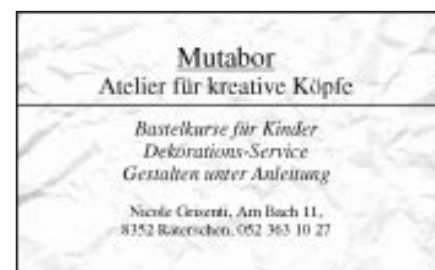 Mutabor
Atelier für kreative Köpfe
Bastelkurse für Kinder
Dekorations-Service
Gestalten unter Anleitung
Nicole Grisenti, Am Bach 11,
8352 Räterschen, 052 363 10 27